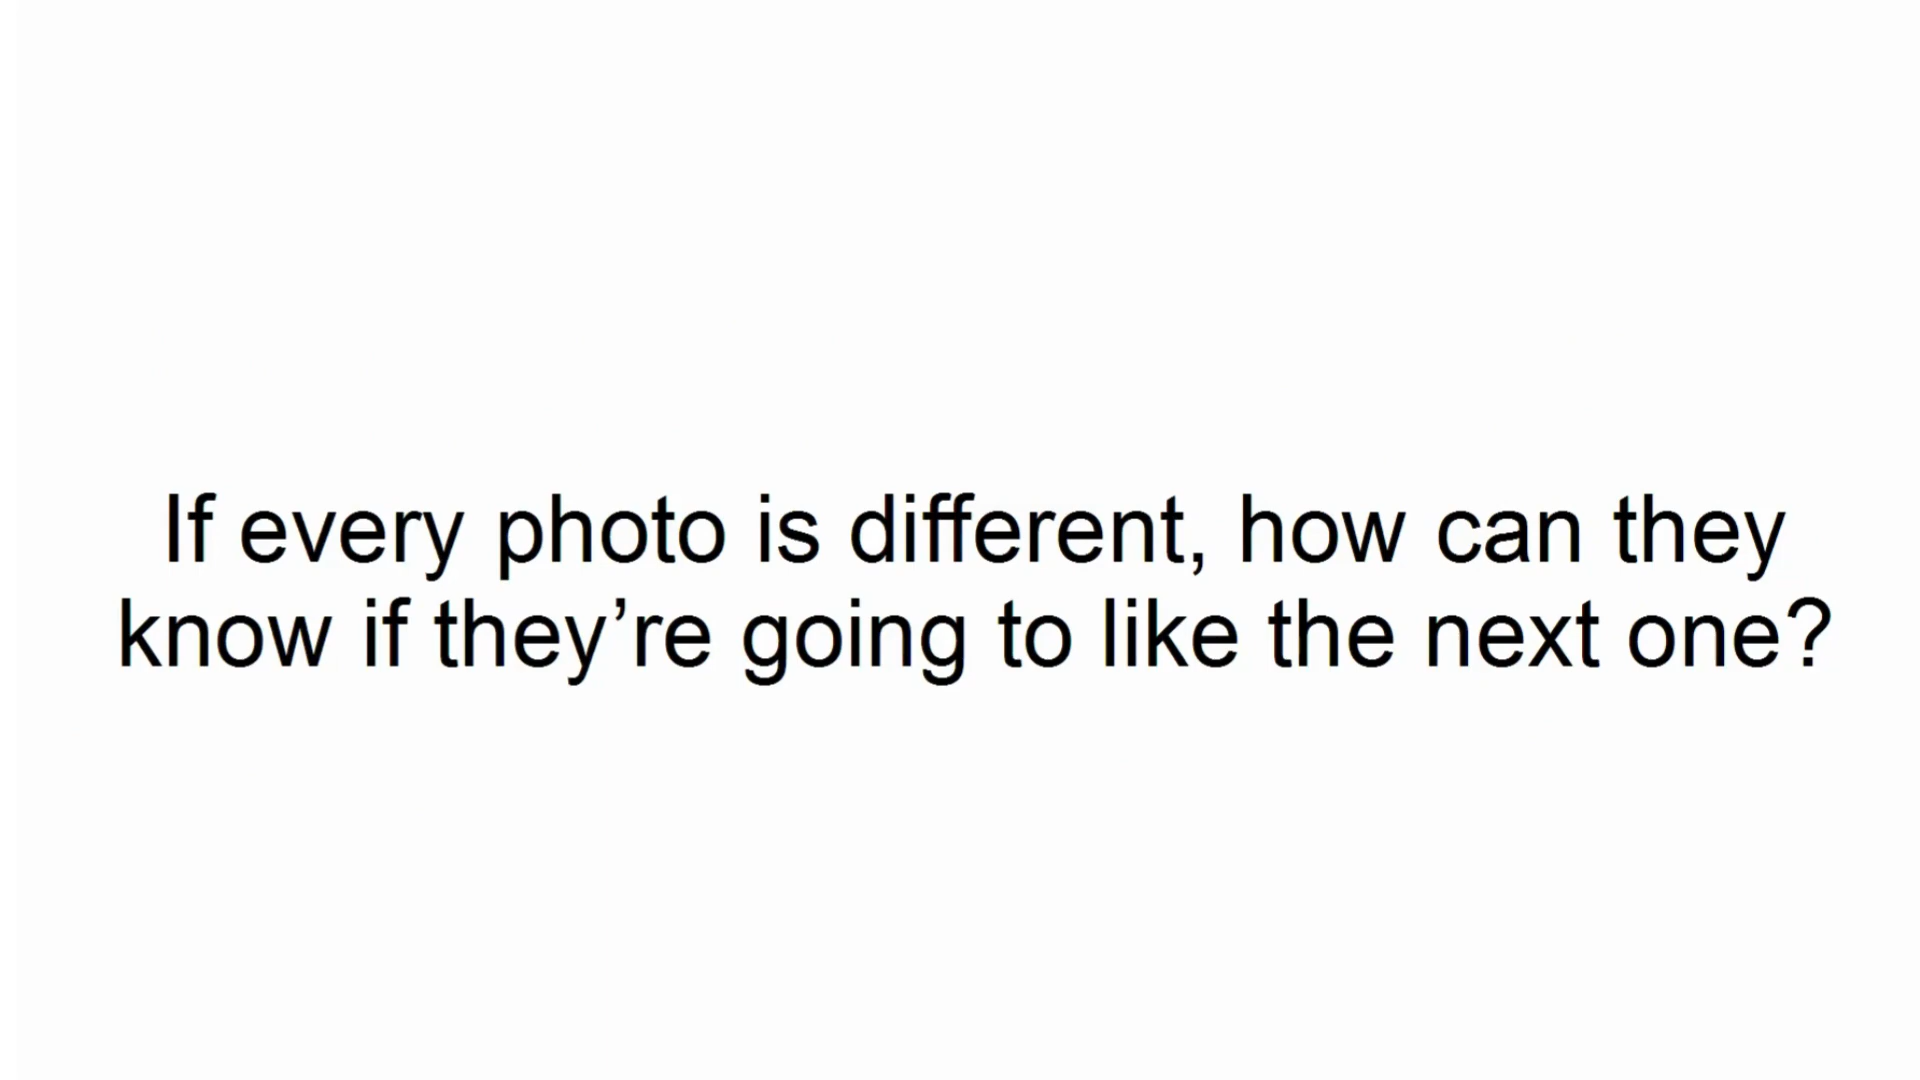 If every photo is different, how can they
know if they’re going to like the next one?